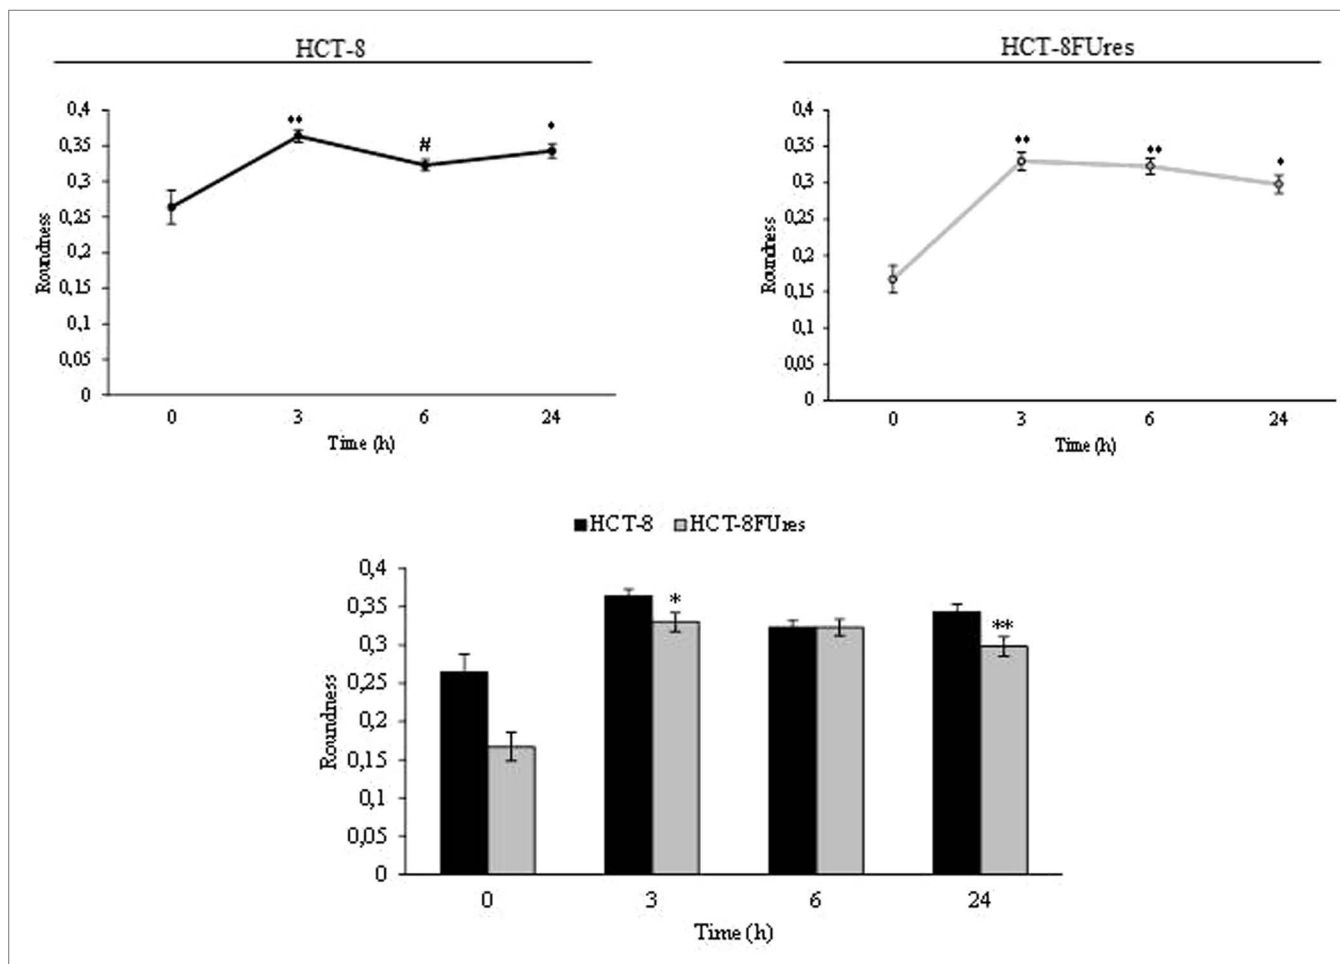 HCT-8
HCT-8FUres
0,4
0,35
0,3
0,25
0,2
0,15
0,1
0,05
0
Roundness
♦♦
#
♦
0 3 6 24
Time (h)
0,4
0,35
0,3
0,25
0,2
0,15
0,1
0,05
0
Roundness
♦♦
♦♦
♦
0 3 6 24
Time (h)
HCT-8 HCT-8FUres
0,4
0,35
0,3
0,25
0,2
0,15
0,1
0,05
0
Roundness
*
**
0 3 6 24
Time (h)